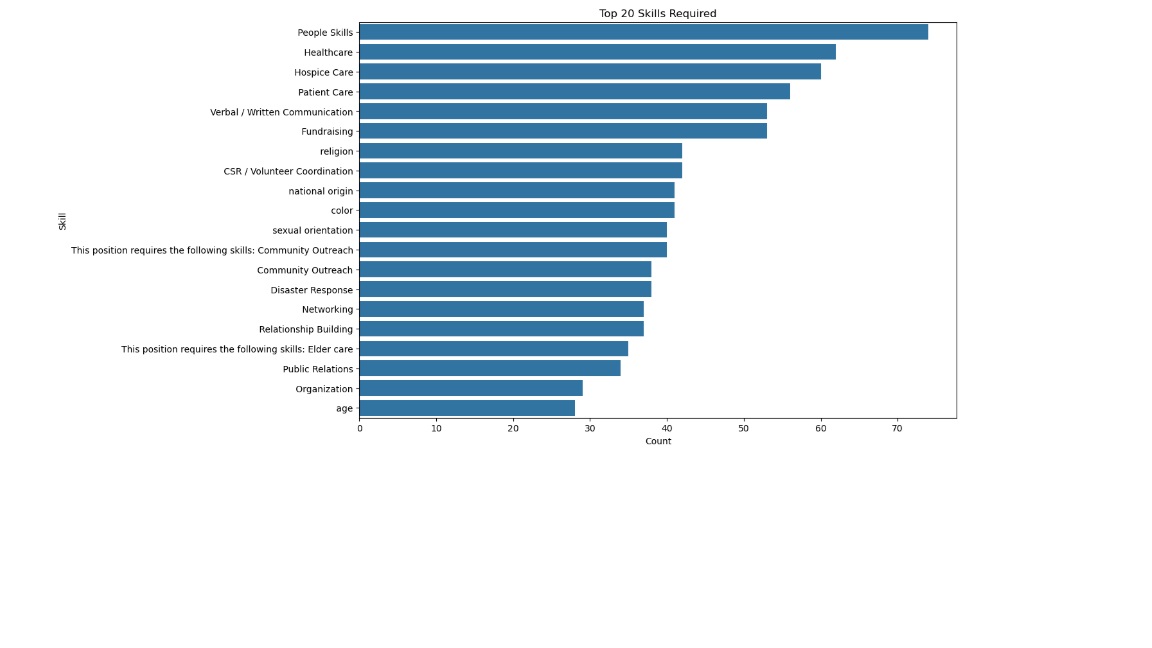 Top 20 Skills Required
People Skills
Healthcare
Hospice Care
Patient Care
Verbal / Written Communication
Fundraising
religion
CSR / Volunteer Coordination
national origin
color
sexual orientation
This position requires the following skills: Community Outreach
Community Outreach
Disaster Response
Networking
Relationship Building
This position requires the following skills: Elder care
Public Relations
Organization
age
Skill
0 10 20 30 40 50 60 70
Count